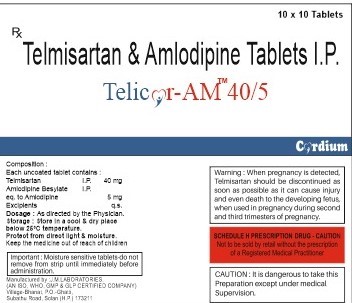 10 x 10 Tablets
Rx
Telmisartan & Amlodipine Tablets I.P.
Telicor-AM™ 40/5
Cordium
Composition :
Each uncoated tablet contains :
Telmisartan I.P. 40 mg
Amlodipine Besylate I.P.
eq. to Amlodipine 5 mg
Excipients q.s.
Dosage : As directed by the Physician.
Storage : Store in a cool & dry place
below 25°C temperature.
Protect from direct light & moisture.
Keep the medicine out of reach of children
Important : Moisture sensitive tablets-do not
remove from strip until immediately before
administration.
Manufactured by : JM LABORATORIES
(AN ISO, WHO, GMP & GLP CERTIFIED COMPANY)
Village-Bhanat, P.O.-Ghati,
Subathu Road, Solan (H.P.) 173211
Warning : When pregnancy is detected,
Telmisartan should be discontinued as
soon as possible as it can cause injury
and even death to the developing fetus,
when used in pregnancy during second
and third trimesters of pregnancy.
SCHEDULE H PRESCRIPTION DRUG - CAUTION
Not to be sold by retail without the prescription
of a Registered Medical Practitioner
CAUTION : It is dangerous to take this
Preparation except under medical
Supervision.